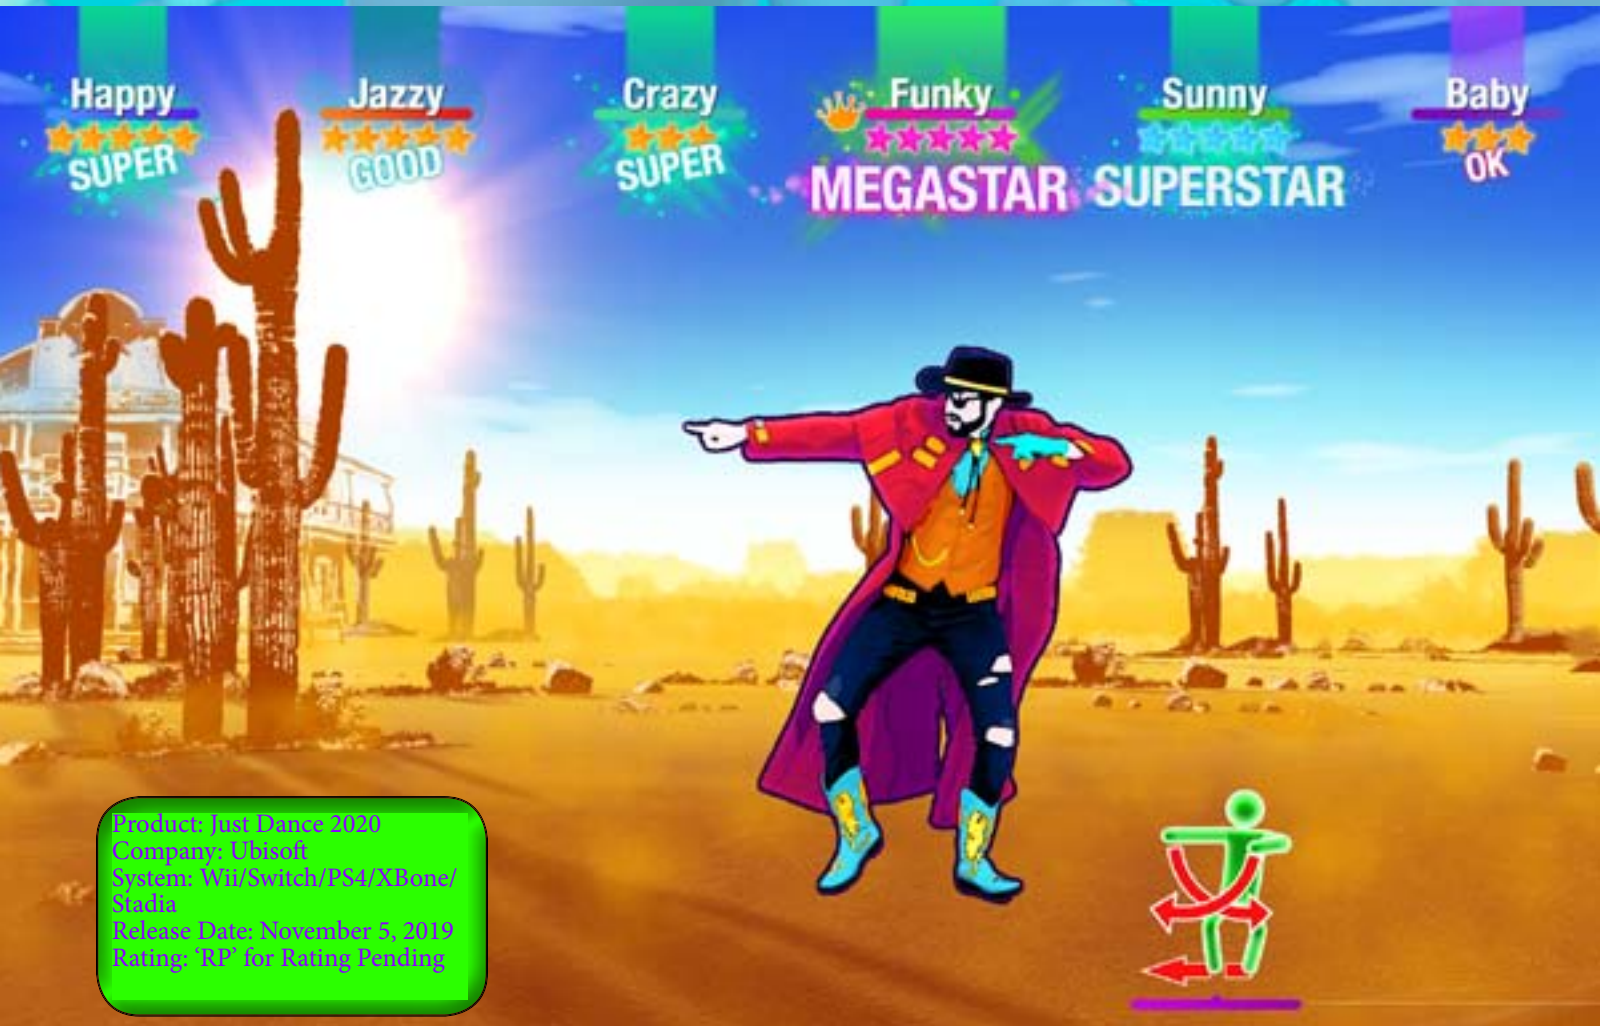 Happy Jazzy Crazy Funky Sunny Baby
SUPER GOOD SUPER MEGASTAR SUPERSTAR OK
Product: Just Dance 2020
Company: Ubisoft
System: Wii/Switch/PS4/XBone/
Stadia
Release Date: November 5, 2019
Rating: ‘RP’ for Rating Pending